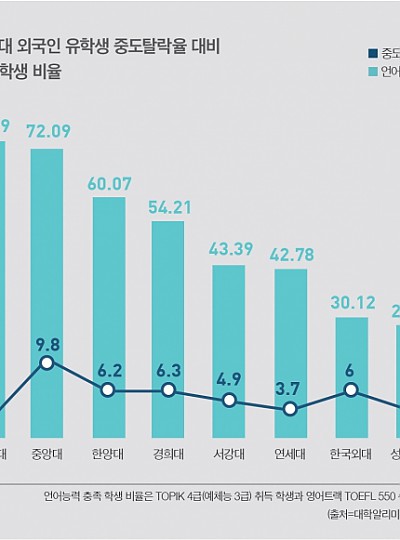 대 외국인 유학생 중도탈락율 대비
학생 비율
중도
언어
9
72.09
60.07
54.21
43.39
42.78
30.12
2
9.8
6.2
6.3
4.9
3.7
6
대
중앙대
한양대
경희대
서강대
연세대
한국외대
성
언어능력 충족 학생 비율은 TOPIK 4급(예체능 3급) 취득 학생과 영어트랙 TOEFL 550
(출처=대학알리미